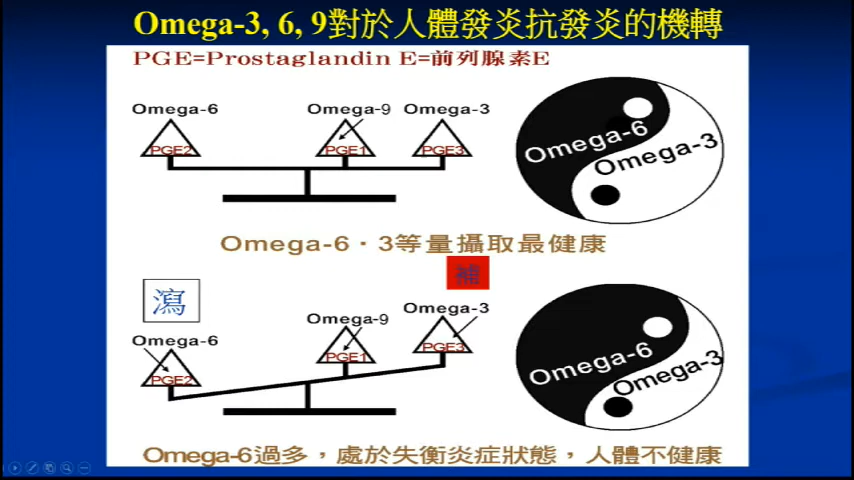 Omega-3, 6, 9對於人體發炎抗發炎的機轉
PGE=Prostaglandin E=前列腺素E
Omega-6
Omega-9
Omega-3
PGE2
PGE1
PGE3
Omega-6
Omega-3
Omega-6．3等量攝取最健康
瀉
補
Omega-6
Omega-9
Omega-3
PGE2
PGE1
PGE3
Omega-6
Omega-3
Omega-6過多，處於失衡炎症狀態，人體不健康